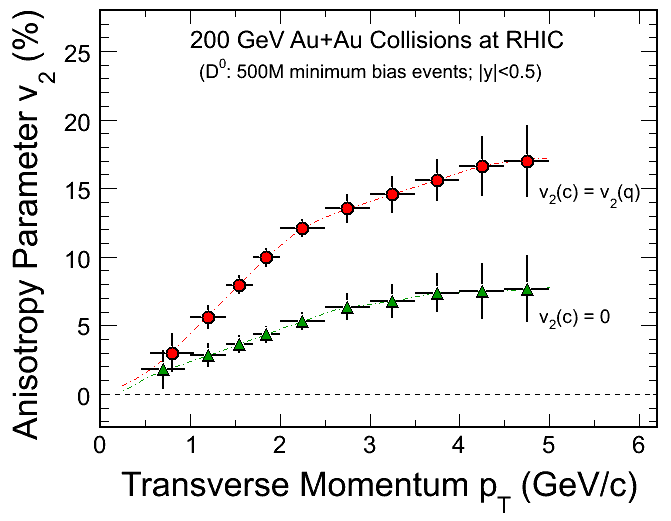 200 GeV Au+Au Collisions at RHIC
(D⁰: 500M minimum bias events; |y|<0.5)
Anisotropy Parameter v₂ (%)
25
20
15
10
5
0
v₂(c) = v₂(q)
v₂(c) = 0
0 1 2 3 4 5 6
Transverse Momentum p_T (GeV/c)